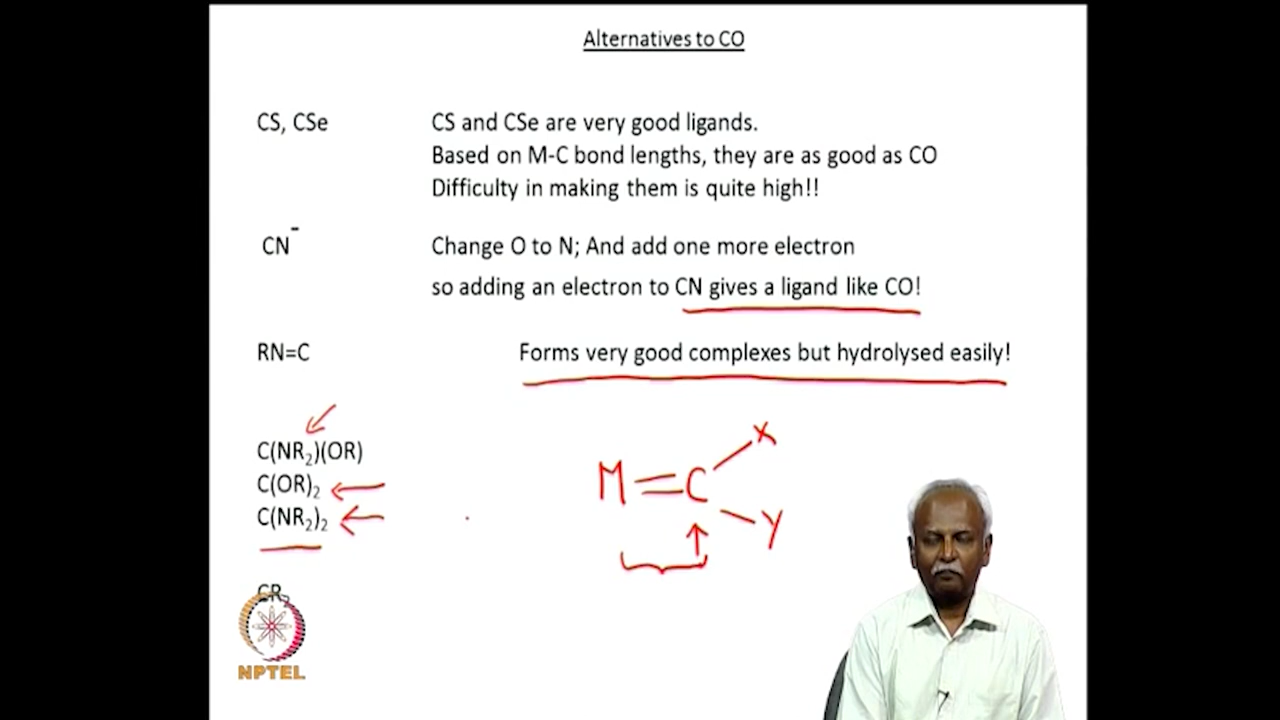 Alternatives to CO
CS, CSe
CS and CSe are very good ligands.
Based on M-C bond lengths, they are as good as CO
Difficulty in making them is quite high!!
CN⁻
Change O to N; And add one more electron
so adding an electron to CN gives a ligand like CO!
RN=C
Forms very good complexes but hydrolysed easily!
C(NR₂)(OR)
C(OR)₂
C(NR₂)₂
M=C
X
Y
NPTEL